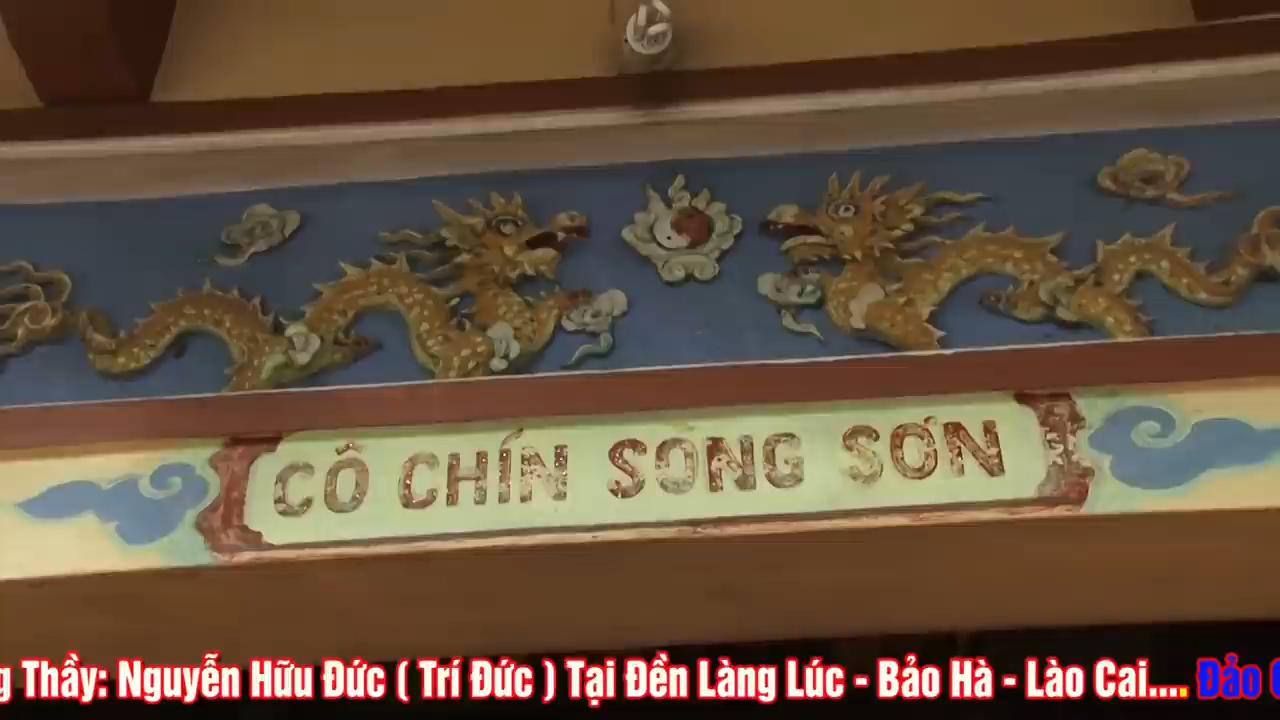 CÔ CHÍN SONG SƠN
Thầy: Nguyễn Hữu Đức ( Trí Đức ) Tại Đền Làng Lúc - Bảo Hà - Lào Cai.... Đảo